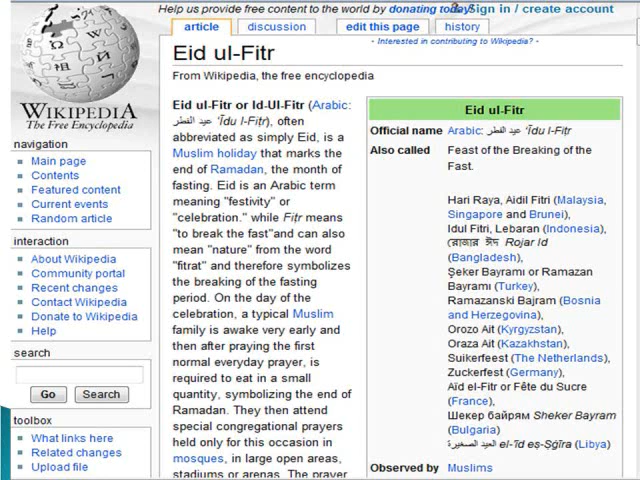 Help us provide free content to the world by donating today!
Sign in / create account
article
discussion
edit this page
history
- Interested in contributing to Wikipedia? -
WIKIPEDIA
The Free Encyclopedia
navigation
Main page
Contents
Featured content
Current events
Random article
interaction
About Wikipedia
Community portal
Recent changes
Contact Wikipedia
Donate to Wikipedia
Help
search
Go
Search
toolbox
What links here
Related changes
Upload file
Eid ul-Fitr
From Wikipedia, the free encyclopedia
Eid ul-Fitr or Id-Ul-Fitr (Arabic:
عيد الفطر ‘Īdu l-Fiṭr), often
abbreviated as simply Eid, is a
Muslim holiday that marks the
end of Ramadan, the month of
fasting. Eid is an Arabic term
meaning "festivity" or
"celebration." while Fiṭr means
"to break the fast"and can also
mean "nature" from the word
"fitrat" and therefore symbolizes
the breaking of the fasting
period. On the day of the
celebration, a typical Muslim
family is awake very early and
then after praying the first
normal everyday prayer, is
required to eat in a small
quantity, symbolizing the end of
Ramadan. They then attend
special congregational prayers
held only for this occasion in
mosques, in large open areas,
stadiums or arenas. The prayer
Eid ul-Fitr
Official name Arabic: عيد الفطر ‘Īdu l-Fiṭr
Also called Feast of the Breaking of the
Fast.
Hari Raya, Aidil Fitri (Malaysia,
Singapore and Brunei),
Idul Fitri, Lebaran (Indonesia),
রোজার ঈদ Rojar Id
(Bangladesh),
Şeker Bayramı or Ramazan
Bayramı (Turkey),
Ramazanski Bajram (Bosnia
and Herzegovina),
Orozo Ait (Kyrgyzstan),
Oraza Ait (Kazakhstan),
Suikerfeest (The Netherlands),
Zuckerfest (Germany),
Aïd el-Fitr or Fête du Sucre
(France),
Шекер байрям Sheker Bayram
(Bulgaria)
العيد الصغيرة el-‘īd eṣ-Ṣġīra (Libya)
Observed by Muslims